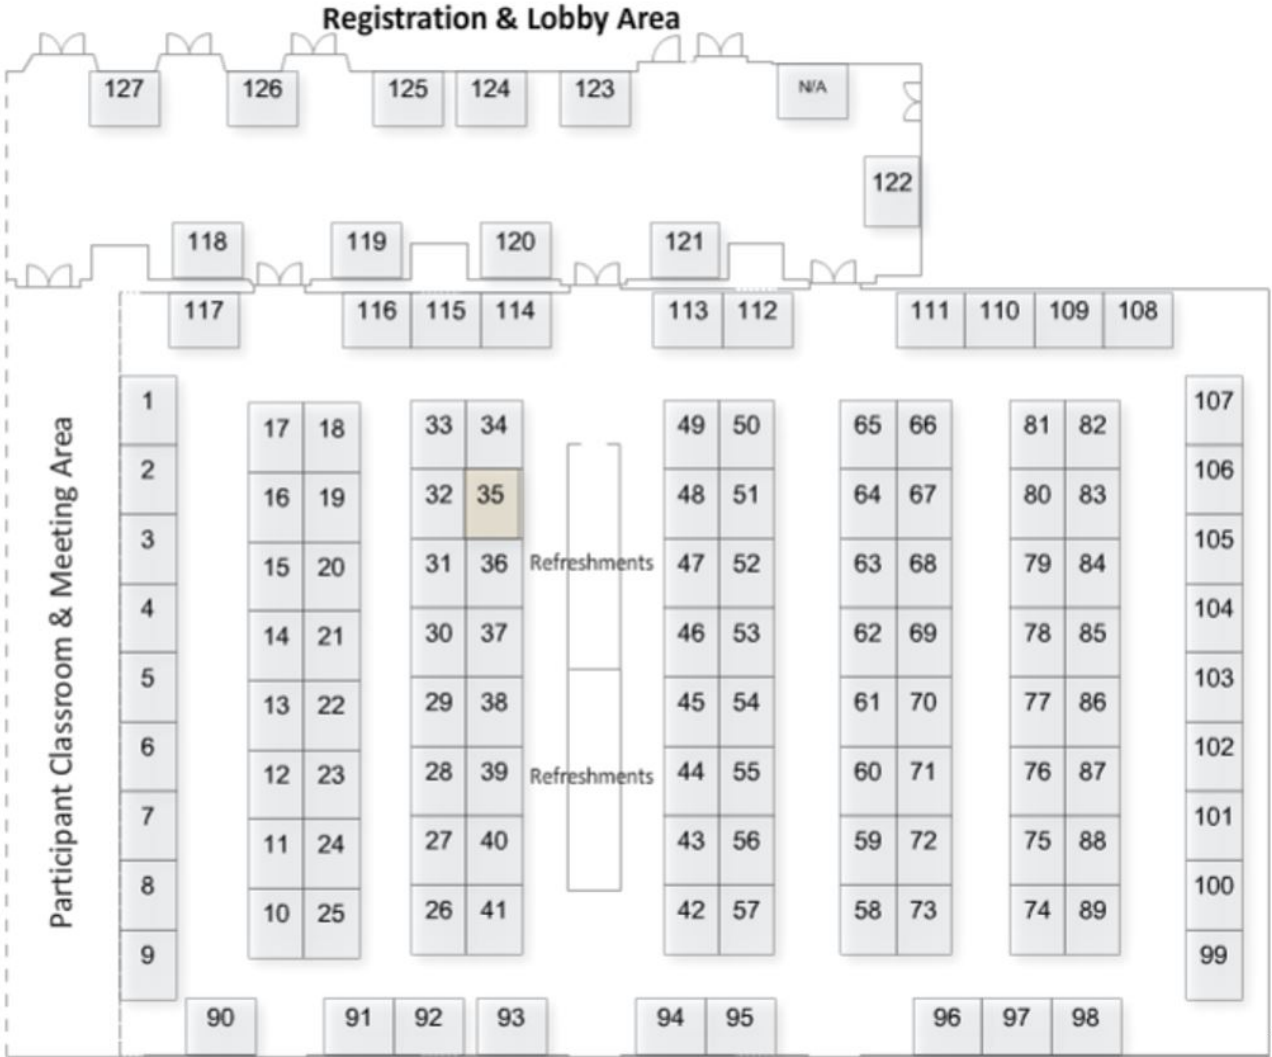 Registration & Lobby Area
127 126 125 124 123 N/A
122
118 119 120 121
117 116 115 114 113 112 111 110 109 108
Participant Classroom & Meeting Area
1 17 18 33 34 49 50 65 66 81 82 107
2 16 19 32 35 48 51 64 67 80 83 106
3 15 20 31 36 Refreshments 47 52 63 68 79 84 105
4 14 21 30 37 46 53 62 69 78 85 104
5 13 22 29 38 45 54 61 70 77 86 103
6 12 23 28 39 Refreshments 44 55 60 71 76 87 102
7 11 24 27 40 43 56 59 72 75 88 101
8 10 25 26 41 42 57 58 73 74 89 100
9 99
90 91 92 93 94 95 96 97 98